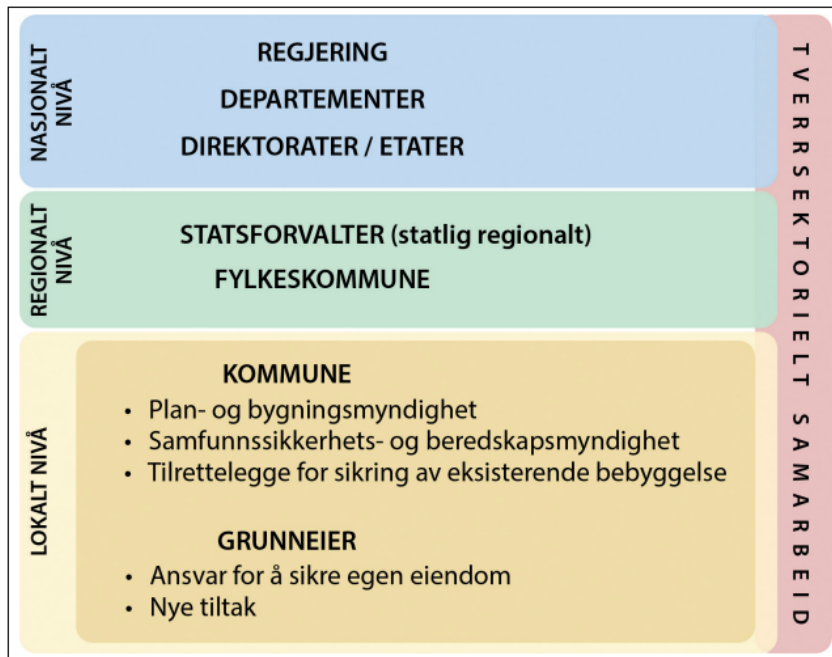 NASJONALT
NIVÅ
REGJERING
DEPARTEMENTER
DIREKTORATER / ETATER
REGIONALT
NIVÅ
STATSFORVALTER (statlig regionalt)
FYLKESKOMMUNE
LOKALT NIVÅ
KOMMUNE
• Plan- og bygningsmyndighet
• Samfunnssikkerhets- og beredskapsmyndighet
• Tilrettelegge for sikring av eksisterende bebyggelse
GRUNNEIER
• Ansvar for å sikre egen eiendom
• Nye tiltak
TVERRSEKTORIELT SAMARBEID